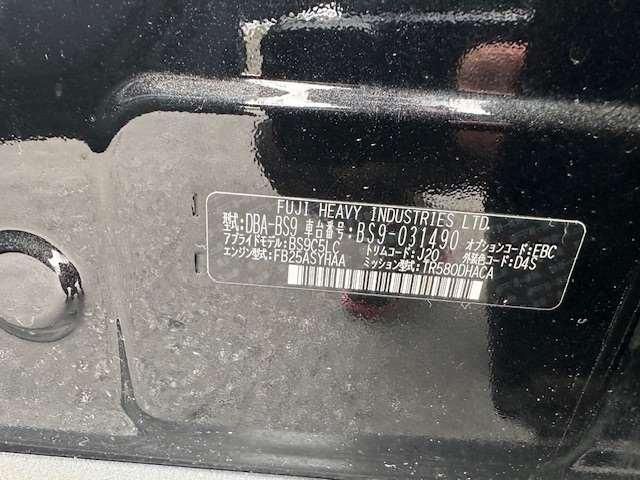 FUJI HEAVY INDUSTRIES LTD.
型式:DBA-BS9 車台番号:BS9-031490 オプションコード:EBC
アプライドモデル:BS9C5LC トリムコード:J20 外装色コード:D4S
エンジン型式:FB25ASYHAA ミッション型式:TR580DHACA